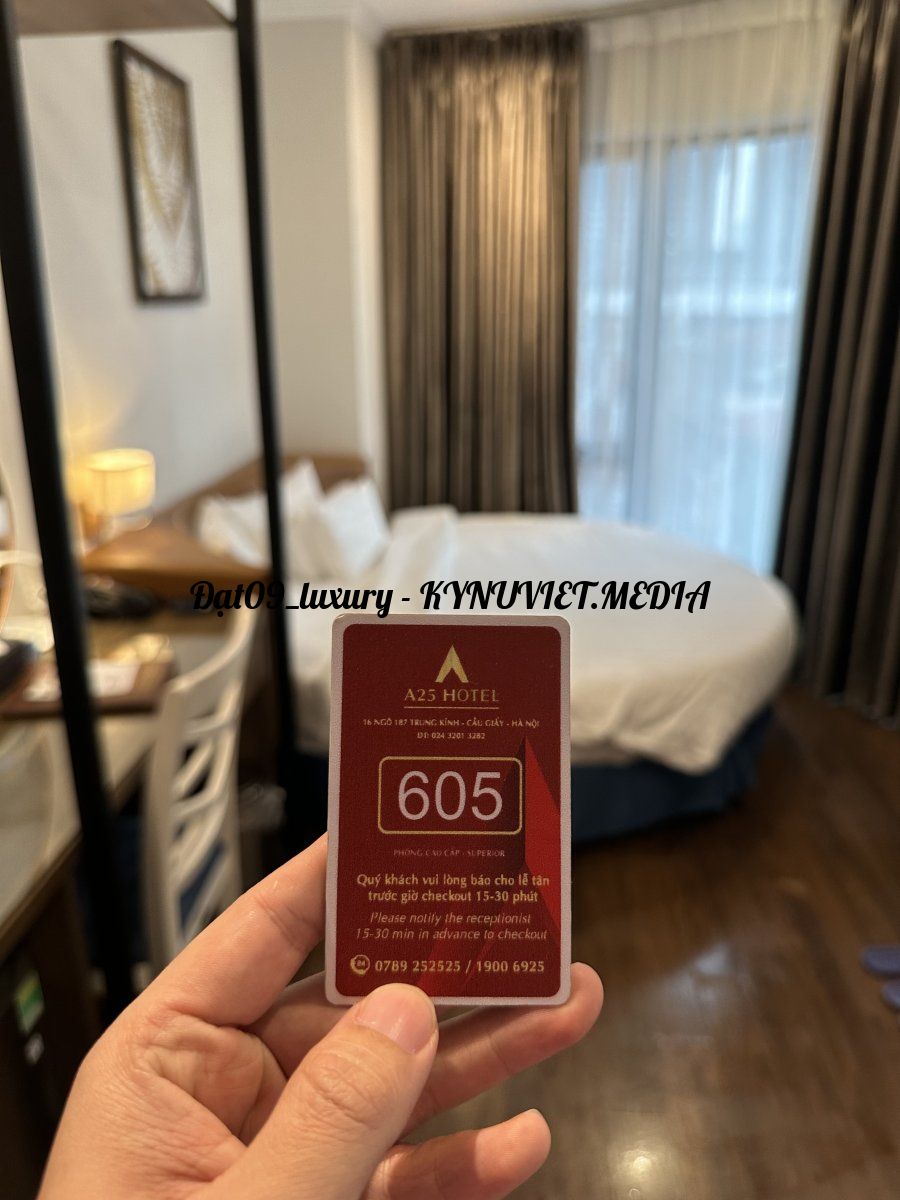 Đạt09_luxury - KYNUVIET.MEDIA
A25 HOTEL
16 NGÕ 187 TRUNG KÍNH - CẦU GIẤY - HÀ NỘI
ĐT: 024 3201 3282
605
PHÒNG CAO CẤP - SUPERIOR
Quý khách vui lòng báo cho lễ tân
trước giờ checkout 15-30 phút
Please notify the receptionist
15-30 min in advance to checkout
24 0789 252525 / 1900 6925